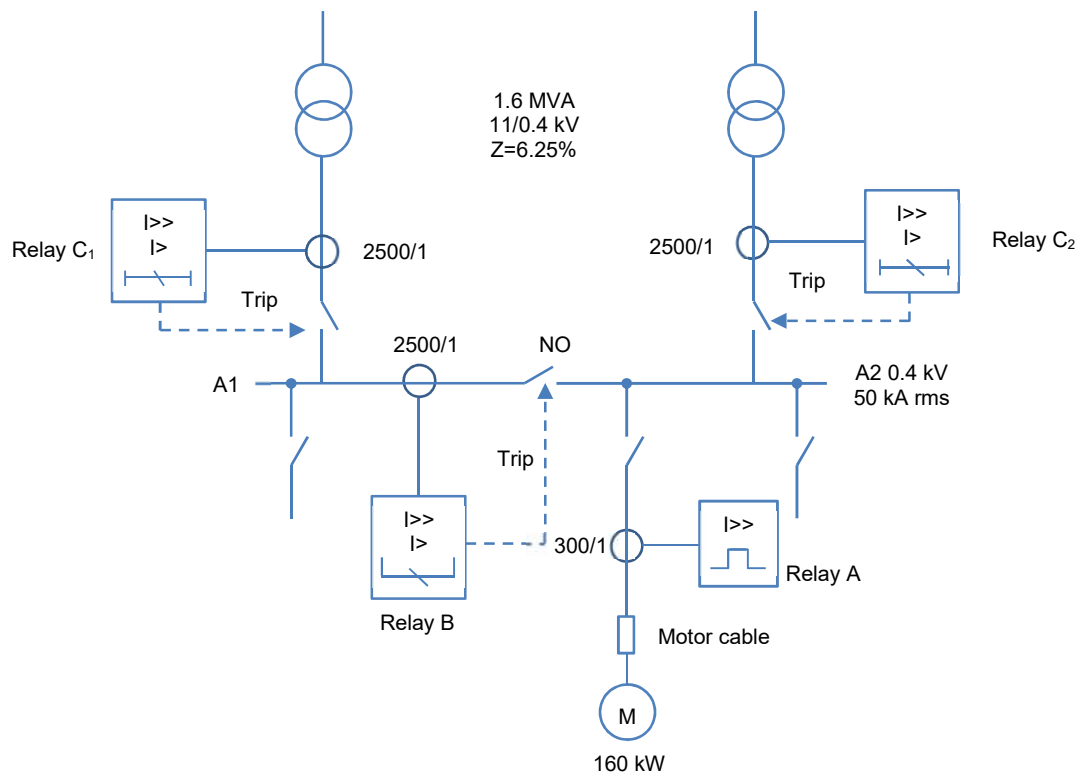 1.6 MVA
11/0.4 kV
Z=6.25%
I>>
I>
Relay C₁
2500/1
Trip
2500/1
I>>
I>
Relay C₂
Trip
2500/1
NO
A1
A2 0.4 kV
50 kA rms
Trip
I>>
I>
Relay B
300/1
I>>
Relay A
Motor cable
M
160 kW